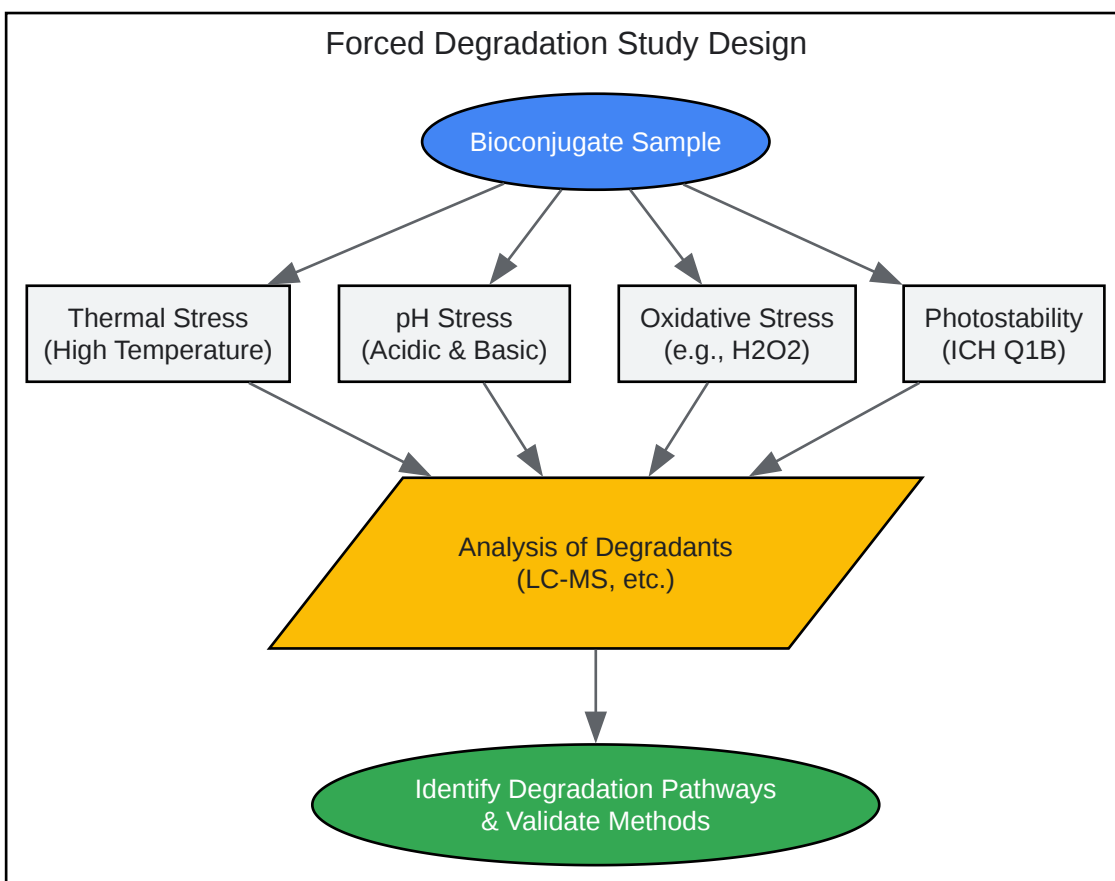 Forced Degradation Study Design
Bioconjugate Sample
Thermal Stress
(High Temperature)
pH Stress
(Acidic & Basic)
Oxidative Stress
(e.g., H2O2)
Photostability
(ICH Q1B)
Analysis of Degradants
(LC-MS, etc.)
Identify Degradation Pathways
& Validate Methods